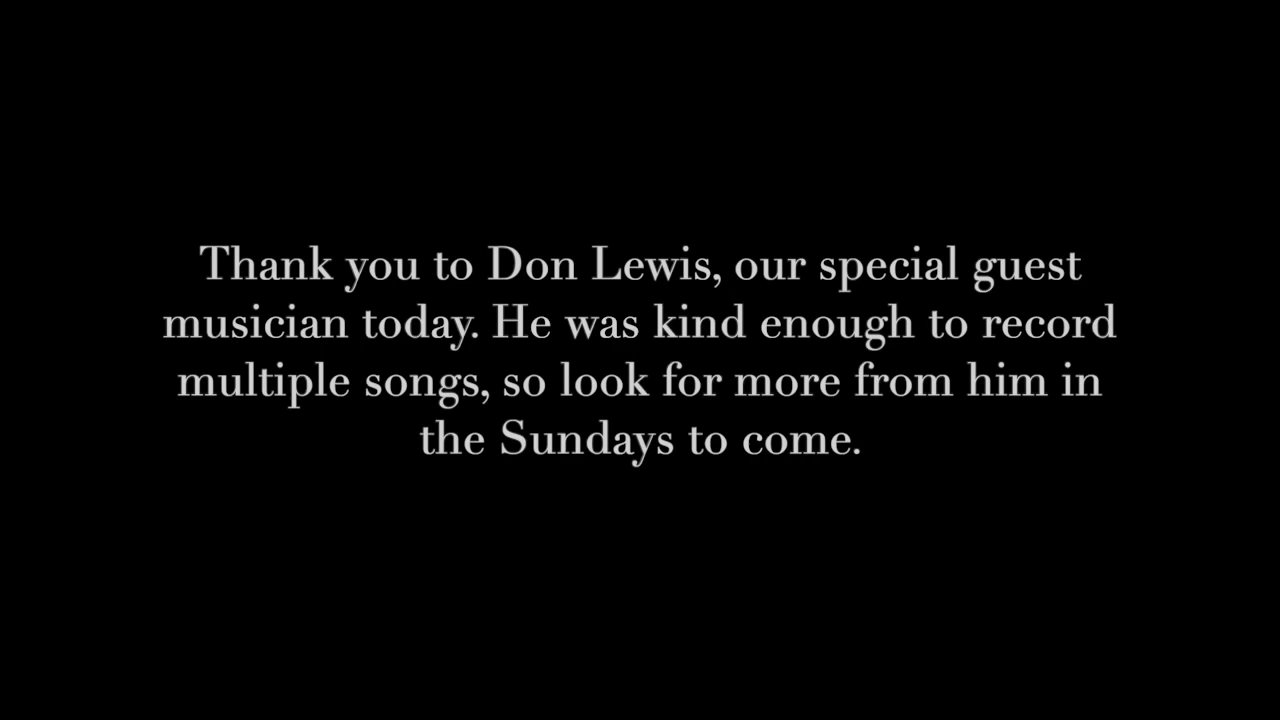 Thank you to Don Lewis, our special guest
musician today. He was kind enough to record
multiple songs, so look for more from him in
the Sundays to come.